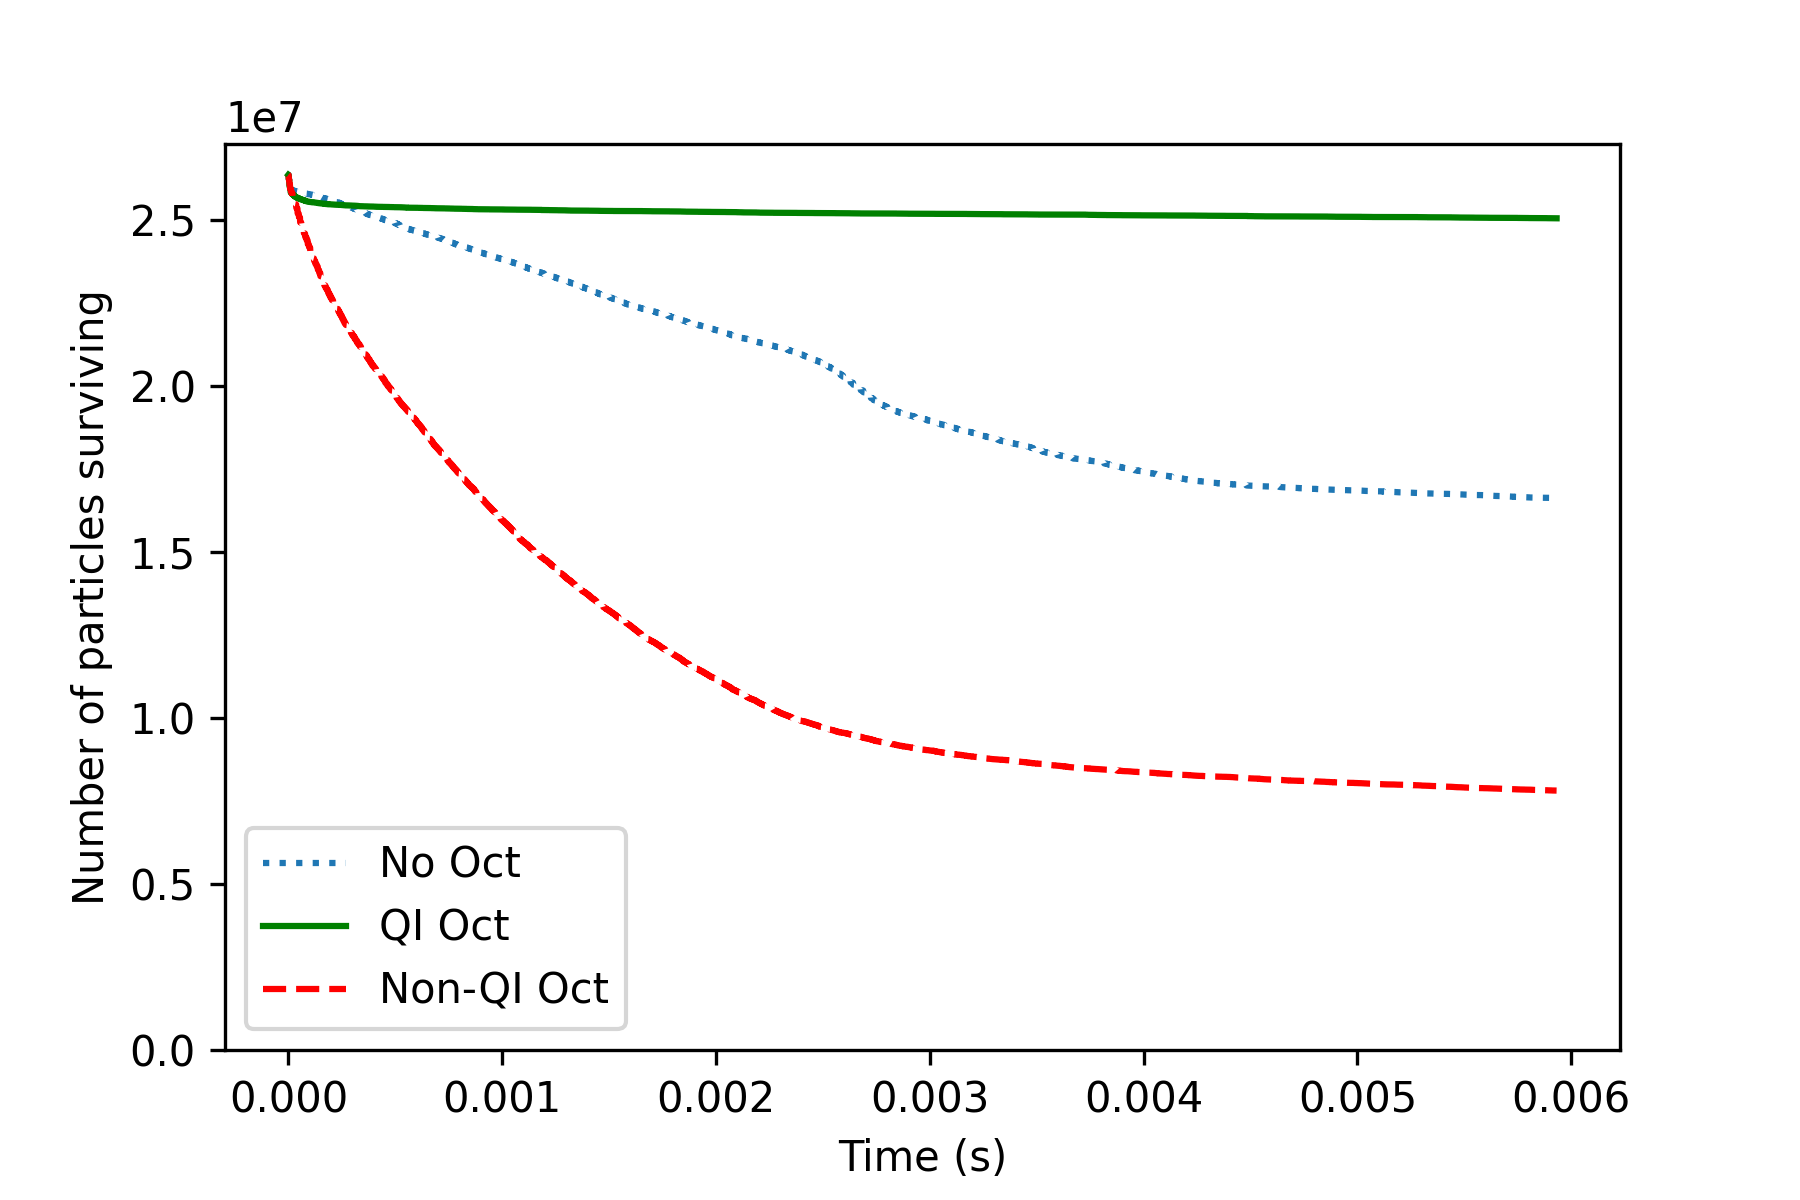 1e7
2.5
2.0
1.5
1.0
0.5
0.0
Number of particles surviving
No Oct
QI Oct
Non-QI Oct
0.000 0.001 0.002 0.003 0.004 0.005 0.006
Time (s)